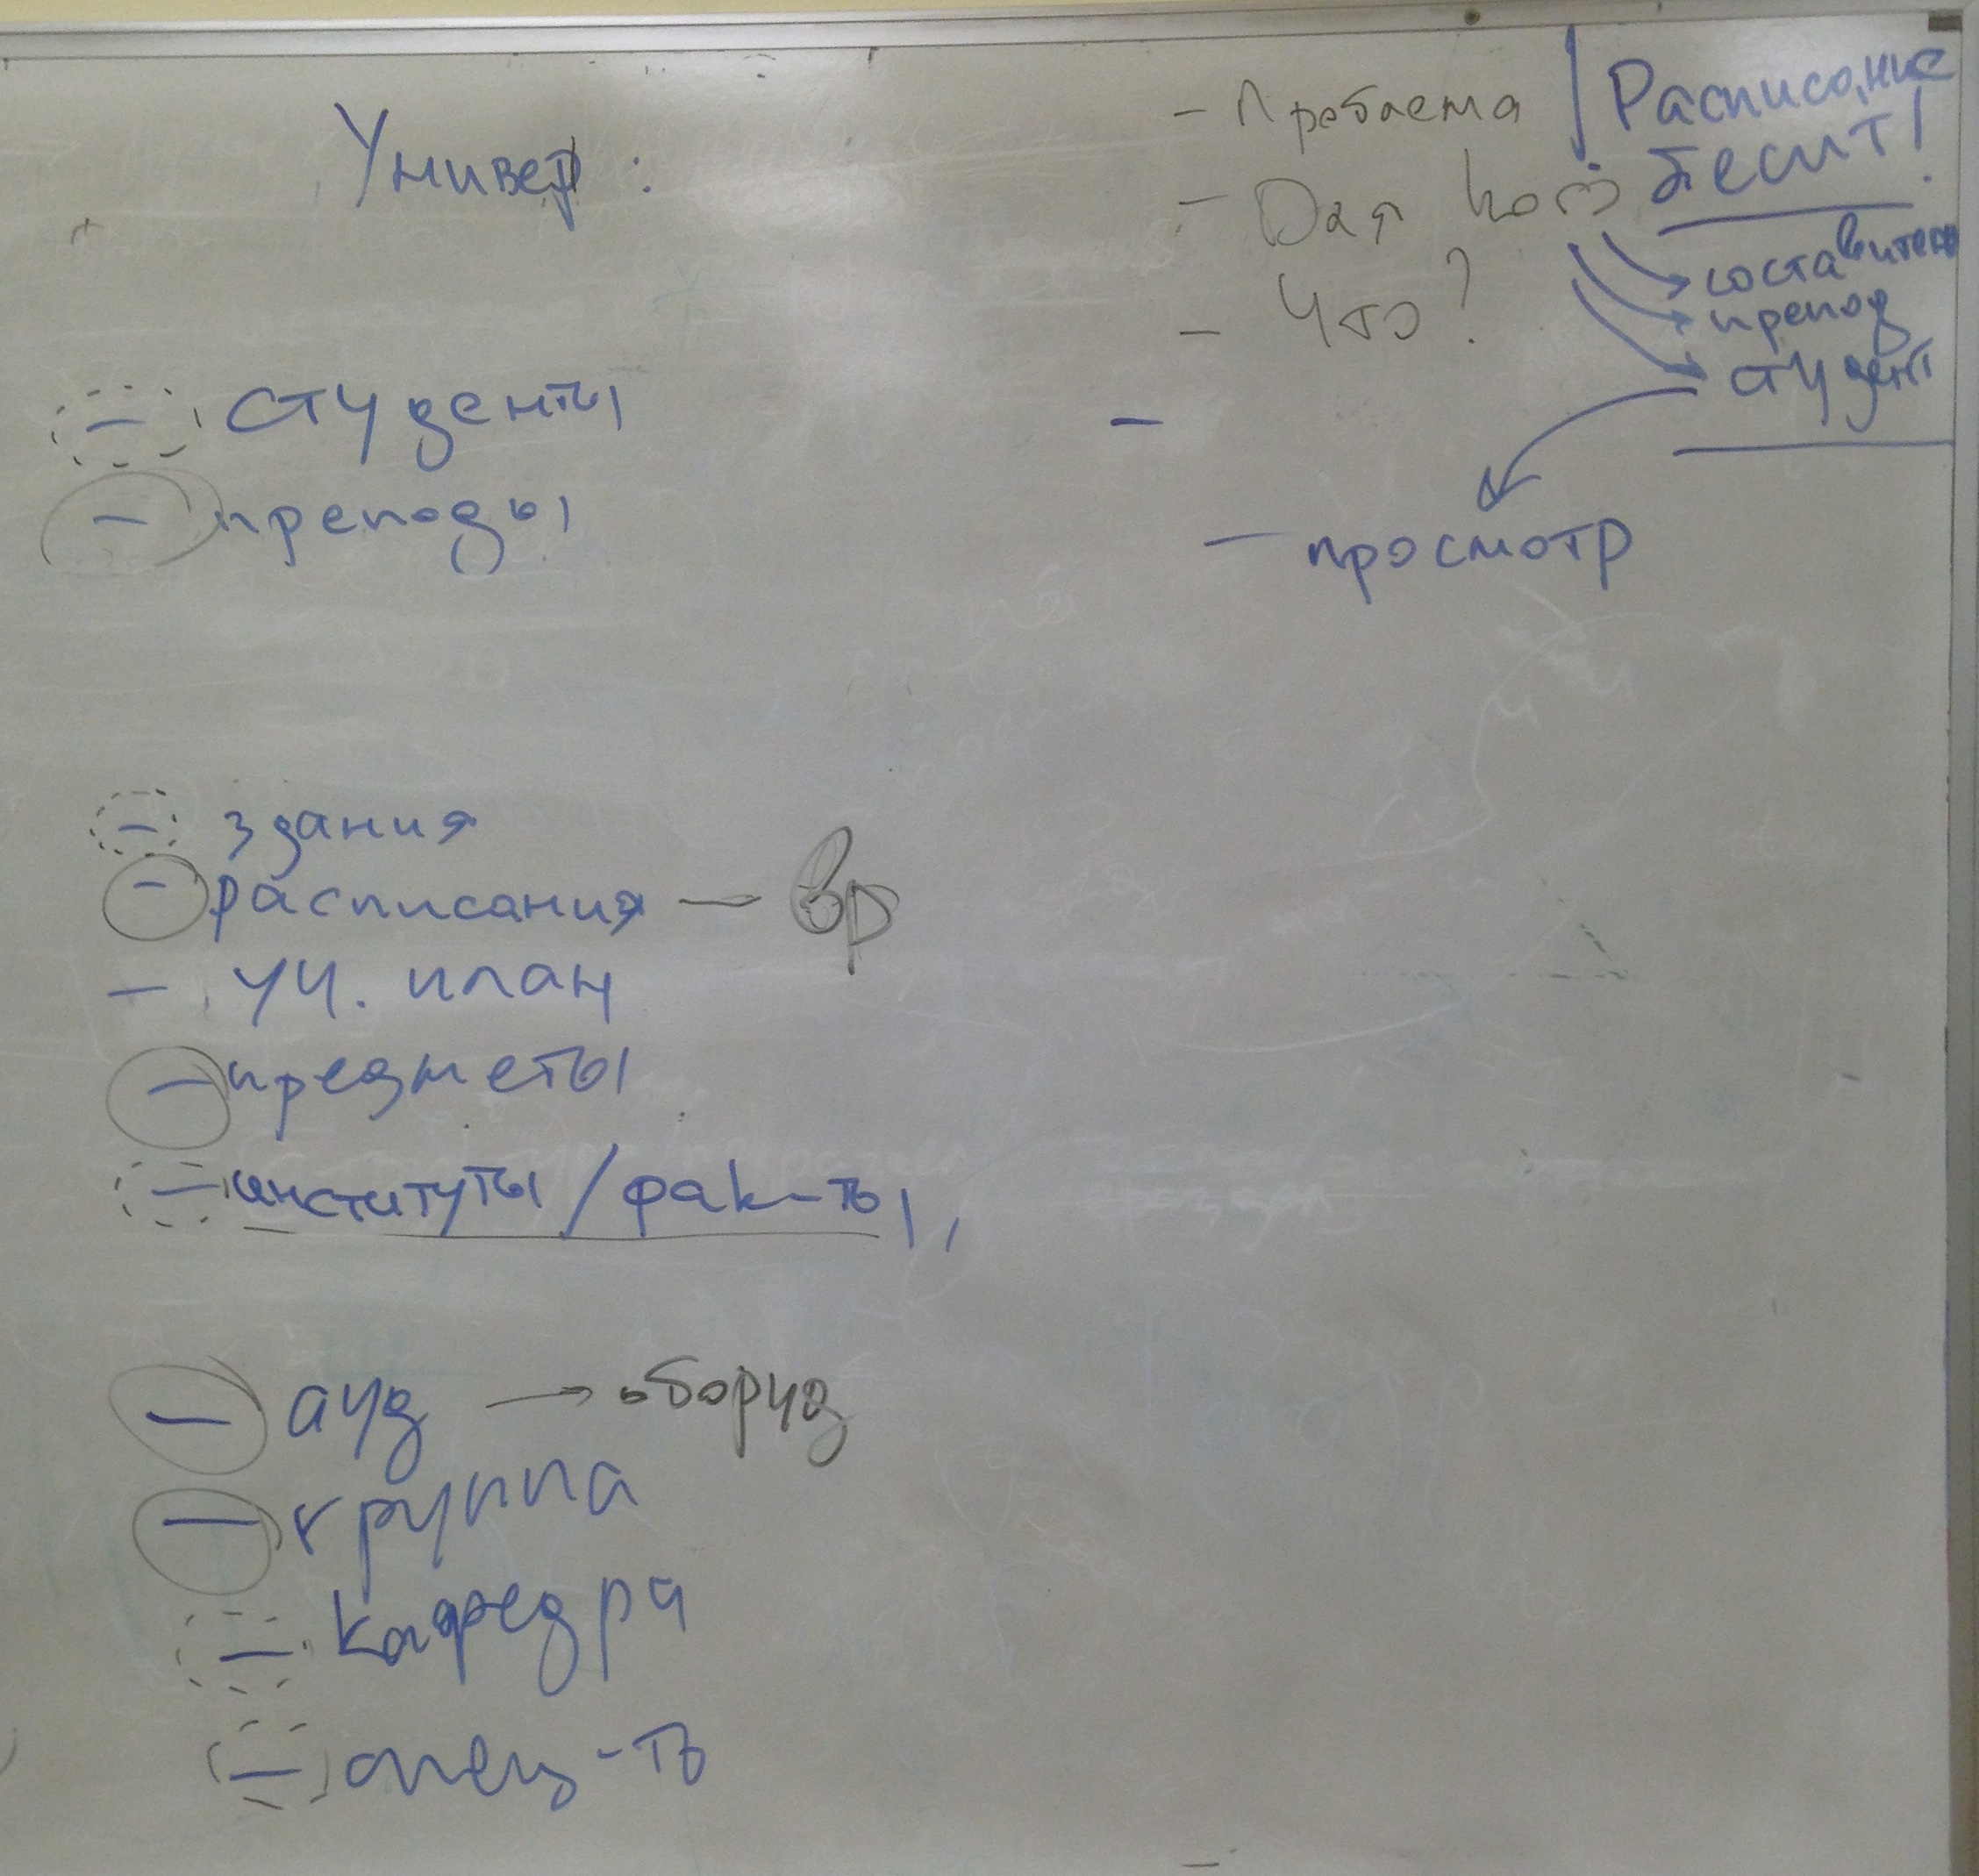 Универ:
- студенты
- преподы
- здания
- расписания — вр
- уч. план
- предметы
- институты / фак-ты,
- ауд → оборуд
- группа
- кафедра
- спец-ть
- Проблема
- Для кого
- Что?
Расписание
бесит!
составитель
препод
студент
-
- просмотр